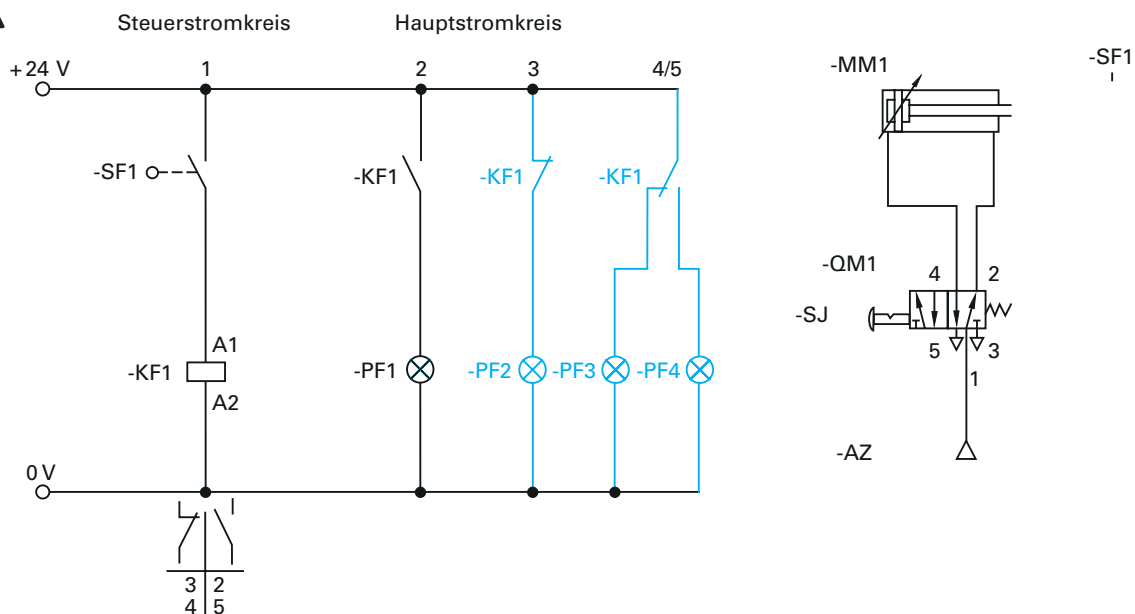 Steuerstromkreis Hauptstromkreis
+24 V 1 2 3 4/5
-SF1 -KF1 -KF1 -KF1
A1
-KF1 -PF1 -PF2 -PF3 -PF4
A2
0 V
3 2
4 5
-MM1 -SF1
-QM1 4 2
-SJ
5 3
1
-AZ